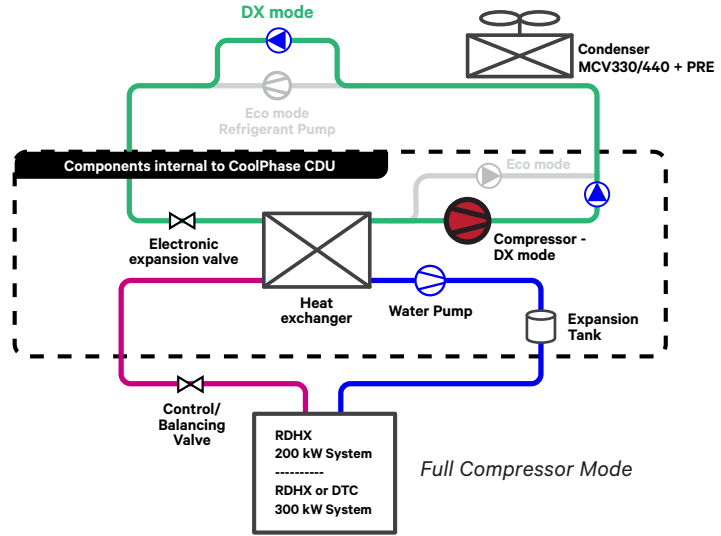 DX mode
Condenser
MCV330/440 + PRE
Eco mode
Refrigerant Pump
Components internal to CoolPhase CDU
Eco mode
Electronic
expansion valve
Compressor -
DX mode
Heat
exchanger
Water Pump
Expansion
Tank
Control/
Balancing
Valve
RDHX
200 kW System
----------
RDHX or DTC
300 kW System
Full Compressor Mode